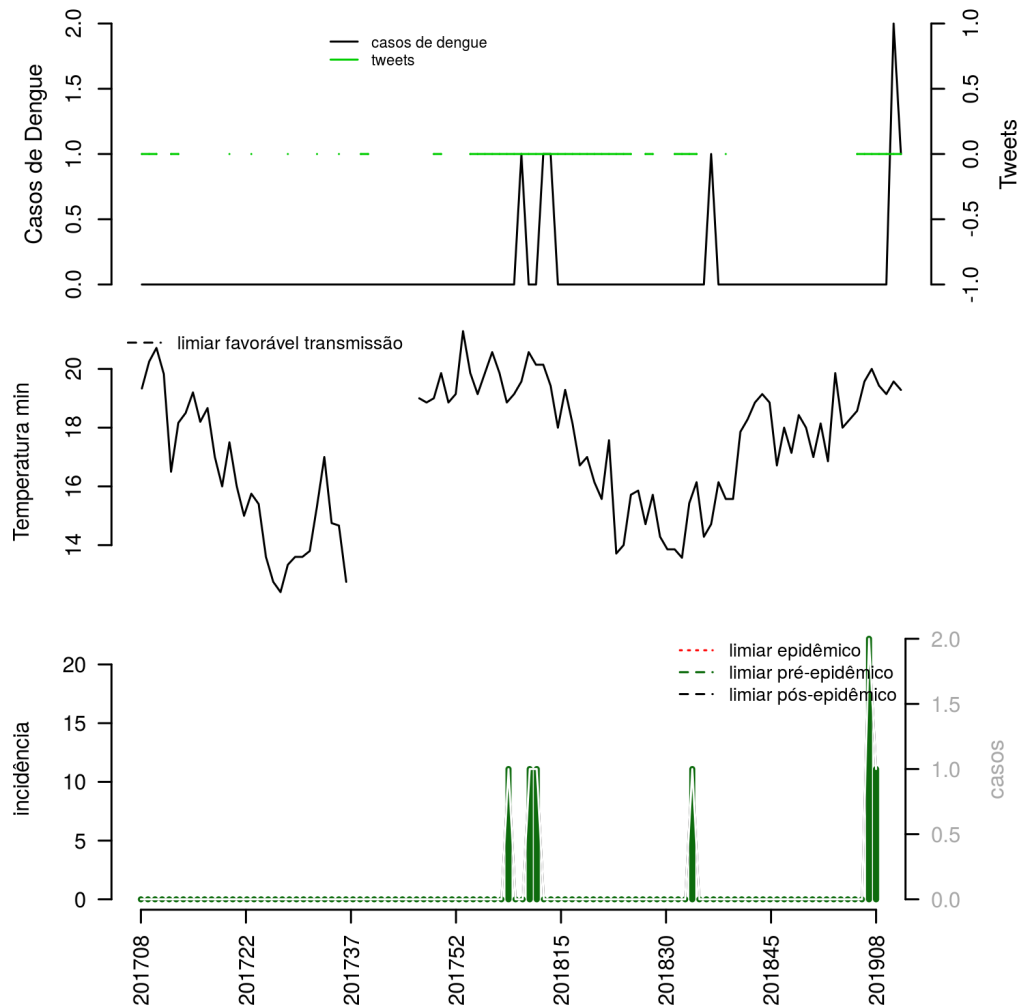 casos de dengue
tweets
Casos de Dengue
0.0 0.5 1.0 1.5 2.0
Tweets
-1.0 -0.5 0.0 0.5 1.0
limiar favorável transmissão
Temperatura min
14 16 18 20
limiar epidêmico
limiar pré-epidêmico
limiar pós-epidêmico
incidência
0 5 10 15 20
casos
0.0 0.5 1.0 1.5 2.0
201708 201722 201737 201752 201815 201830 201845 201908